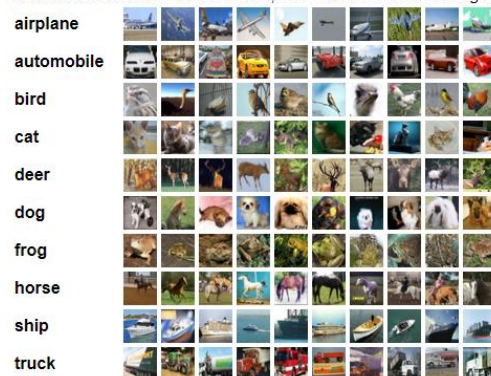 airplane
automobile
bird
cat
deer
dog
frog
horse
ship
truck